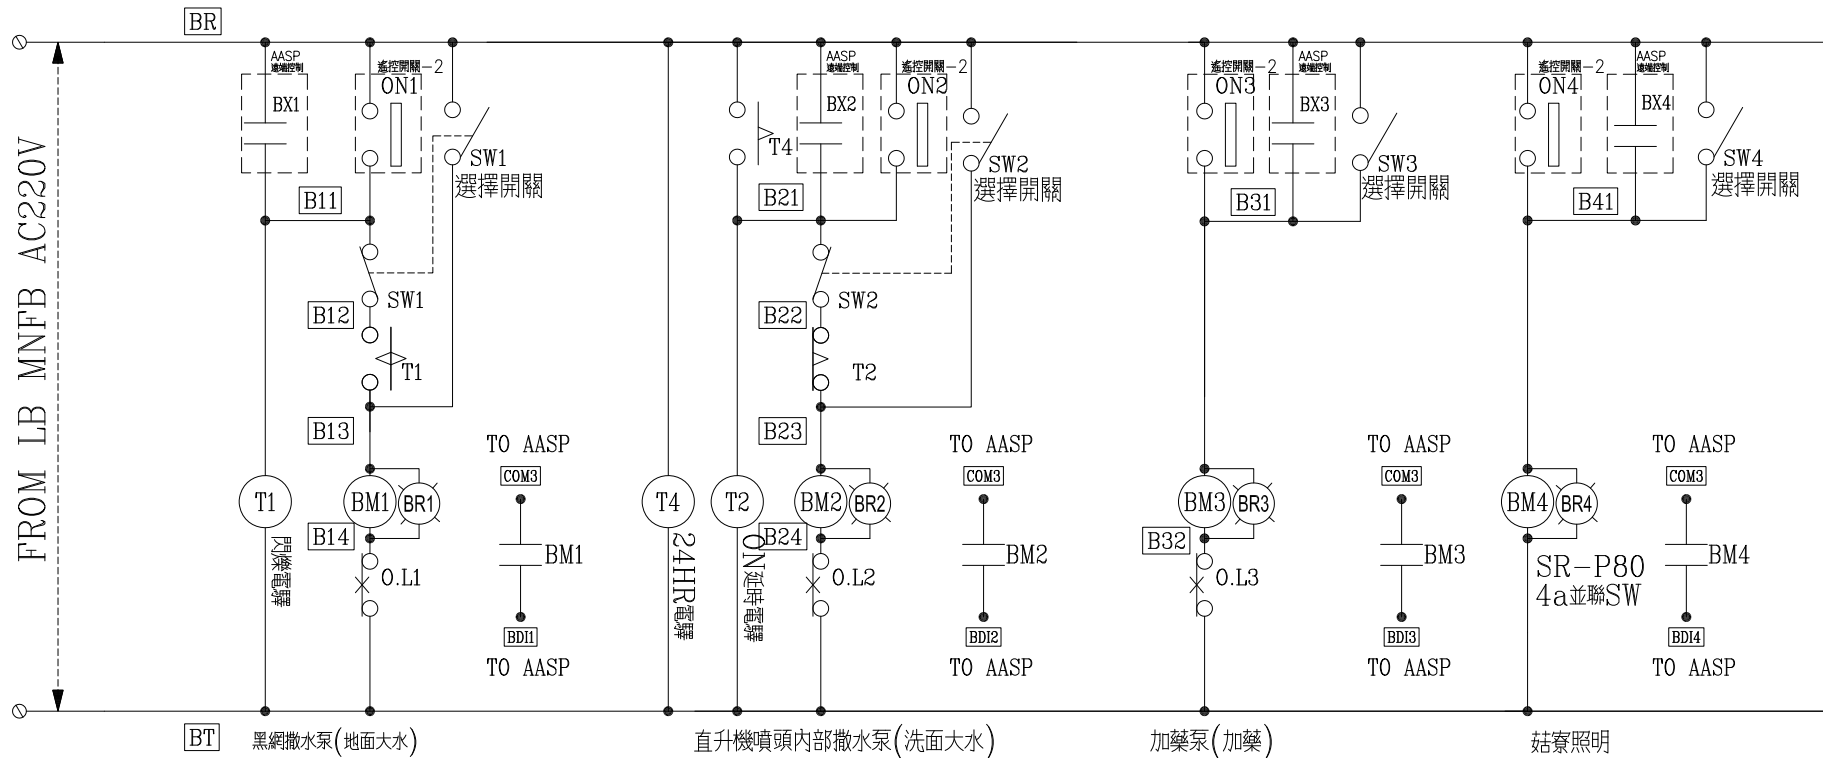 BR
FROM LB MNFB AC220V
AASP
遠端控制
BX1
遙控開關-2
ON1
SW1
選擇開關
B11
SW1
B12
T1
B13
T1
BM1
BR1
B14
閃爍電驛
O.L1
TO AASP
COM3
BM1
BDI1
TO AASP
T4
AASP
遠端控制
BX2
遙控開關-2
ON2
SW2
選擇開關
B21
SW2
B22
T2
B23
T4
T2
BM2
BR2
B24
24HR電驛
ON延時電驛
O.L2
TO AASP
COM3
BM2
BDI2
TO AASP
遙控開關-2
ON3
AASP
遠端控制
BX3
SW3
選擇開關
B31
BM3
BR3
B32
O.L3
TO AASP
COM3
BM3
BDI3
TO AASP
遙控開關-2
ON4
AASP
遠端控制
BX4
SW4
選擇開關
B41
BM4
BR4
SR-P80
4a並聯SW
TO AASP
COM3
BM4
BDI4
TO AASP
BT
黑網撒水泵(地面大水)
直升機噴頭內部撒水泵(洗面大水)
加藥泵(加藥)
菇寮照明